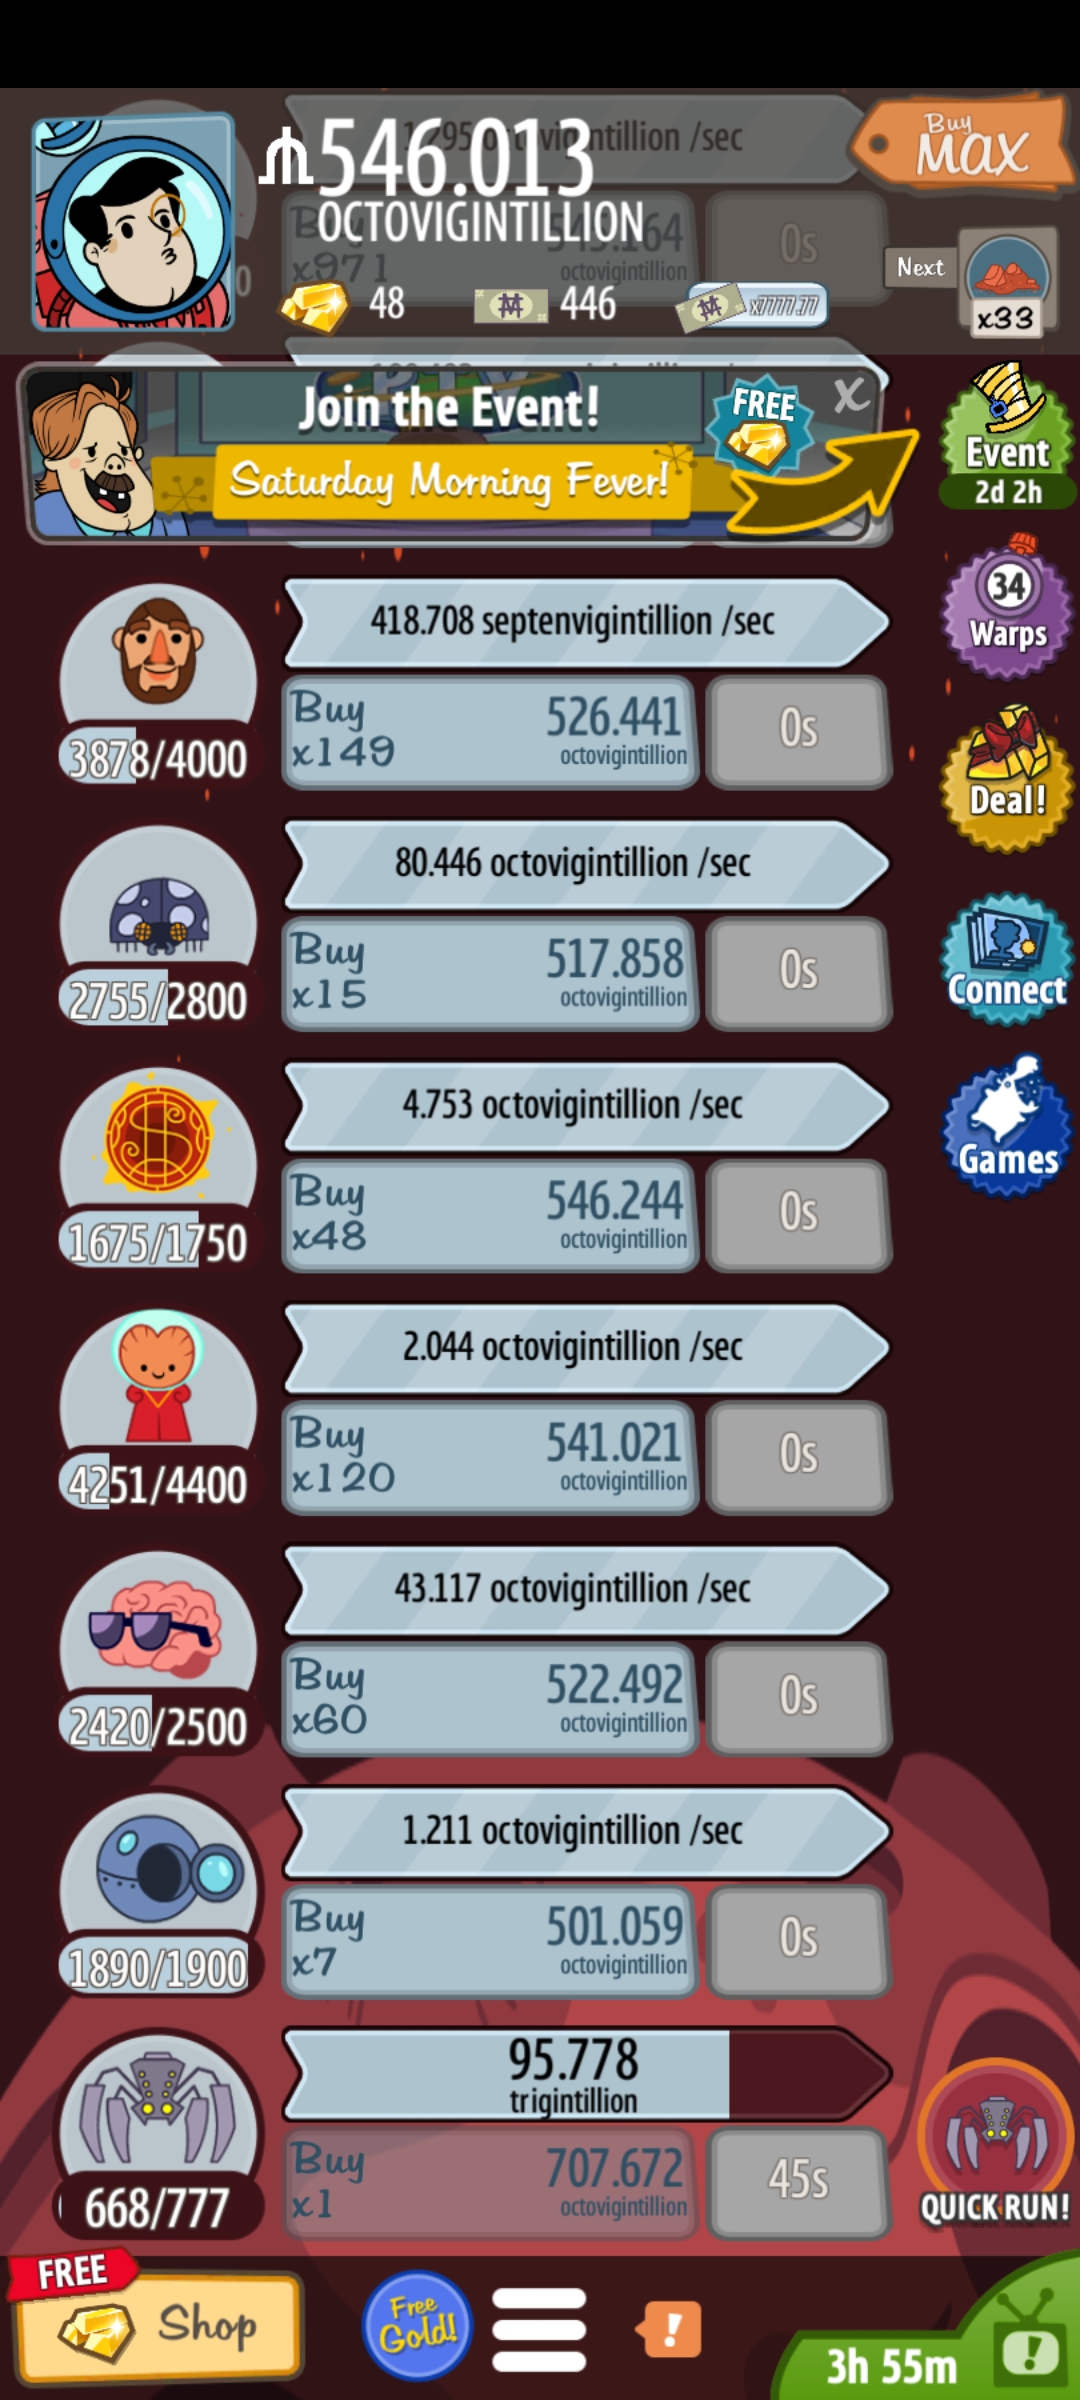 546.013
OCTOVIGINTILLION
48
446
x7777.77
Buy
MAX
Next
x33
octovigintillion /sec
x971
octovigintillion
0s
Join the Event!
Saturday Morning Fever!
FREE
X
Event
2d 2h
418.708 septenvigintillion /sec
3878/4000
Buy
x149
526.441
octovigintillion
0s
34
Warps
80.446 octovigintillion /sec
2755/2800
Buy
x15
517.858
octovigintillion
0s
Deal!
4.753 octovigintillion /sec
1675/1750
Buy
x48
546.244
octovigintillion
0s
Connect
2.044 octovigintillion /sec
4251/4400
Buy
x120
541.021
octovigintillion
0s
Games
43.117 octovigintillion /sec
2420/2500
Buy
x60
522.492
octovigintillion
0s
1.211 octovigintillion /sec
1890/1900
Buy
x7
501.059
octovigintillion
0s
95.778
trigintillion
668/777
Buy
x1
707.672
octovigintillion
45s
QUICK RUN!
FREE
Shop
Free
Gold!
!
3h 55m
!